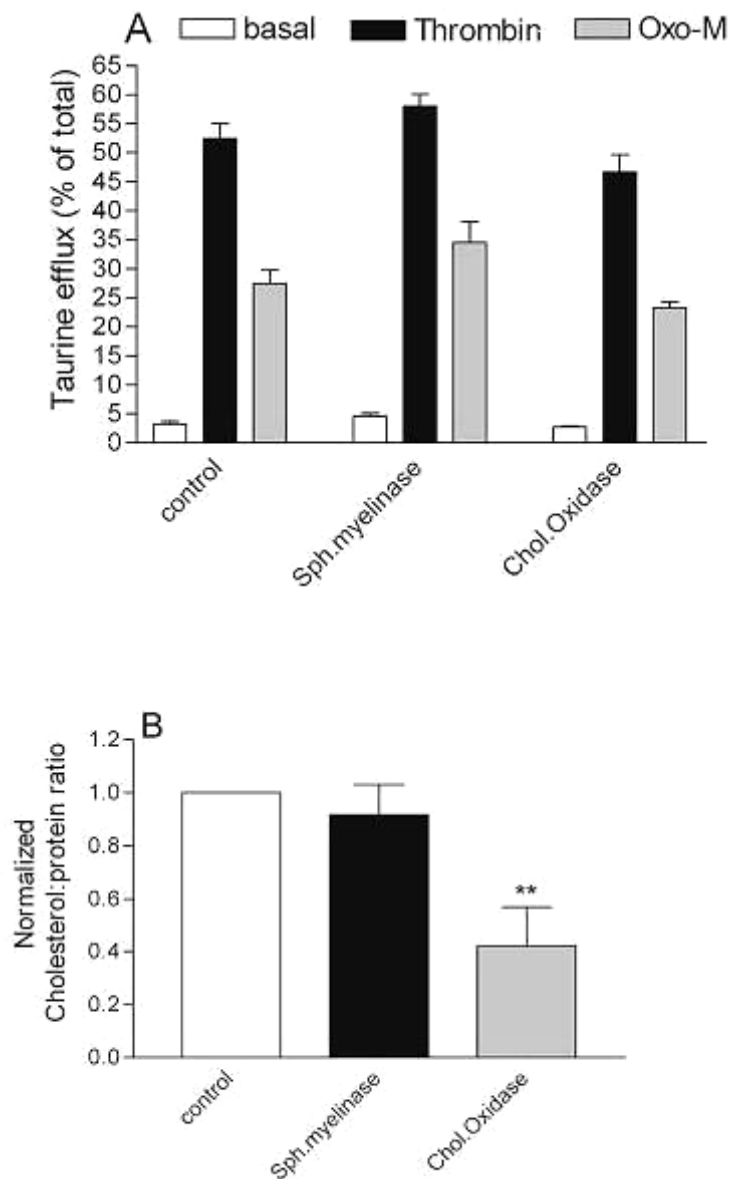 A basal Thrombin Oxo-M
Taurine efflux (% of total)
65
60
55
50
45
40
35
30
25
20
15
10
5
0
control
Sph.myelinase
Chol.Oxidase
B
Normalized
Cholesterol:protein ratio
1.2
1.0
0.8
0.6
0.4
0.2
0.0
**
control
Sph.myelinase
Chol.Oxidase